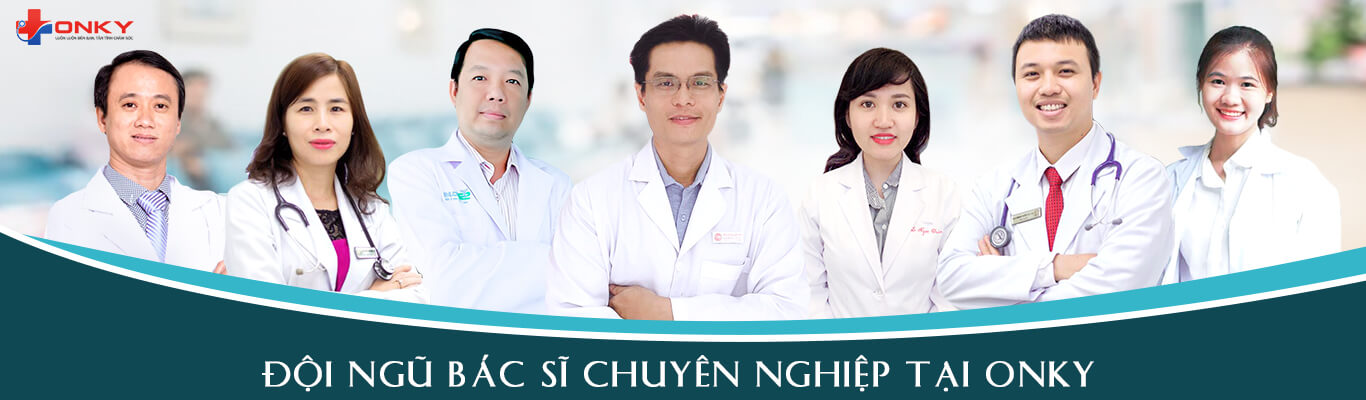 ONKY
LUÔN LUÔN BÊN BẠN, TẬN TÌNH CHĂM SÓC
ĐỘI NGŨ BÁC SĨ CHUYÊN NGHIỆP TẠI ONKY